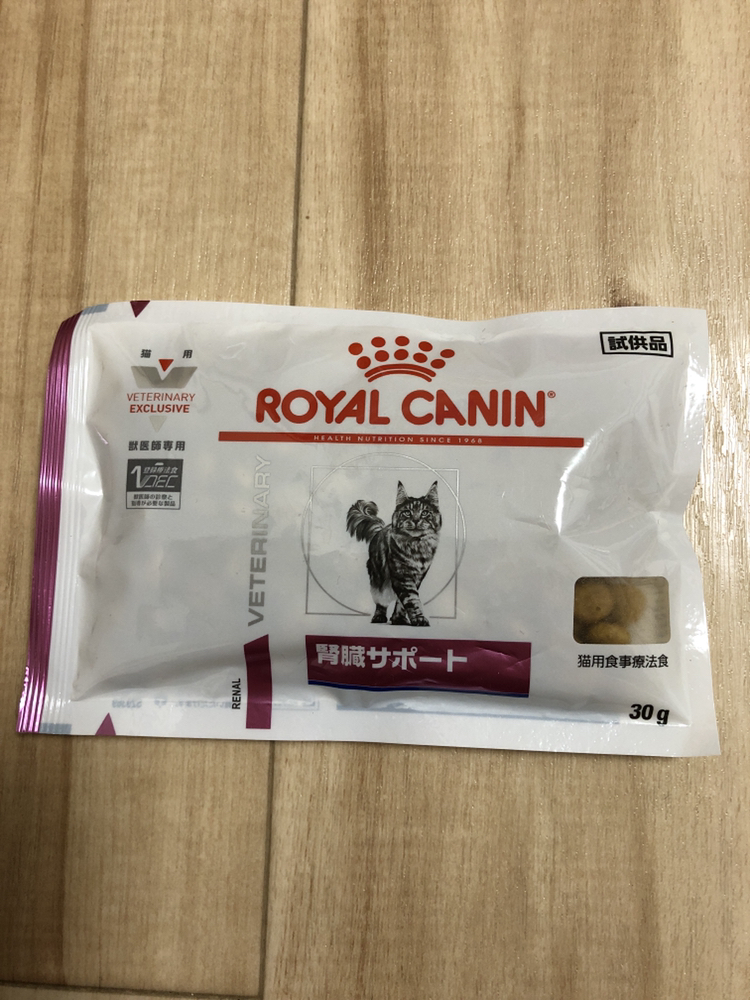 試供品
猫 用
VETERINARY
EXCLUSIVE
獣医師専用
ROYAL CANIN®
HEALTH NUTRITION SINCE 1968
VETERINARY
RENAL
腎臓サポート
猫用食事療法食
30 g